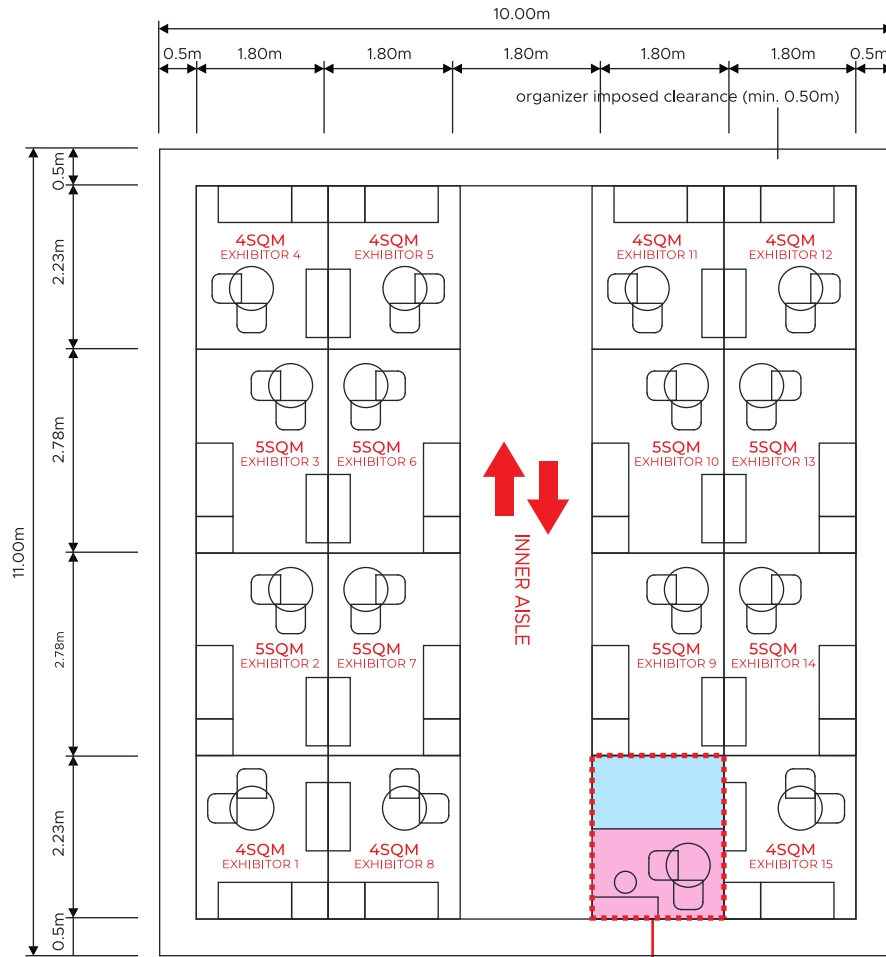 10.00m
0.5m 1.80m 1.80m 1.80m 1.80m 1.80m 0.5m
organizer imposed clearance (min. 0.50m)
0.5m
2.23m
2.78m
2.78m
2.23m
0.5m
11.00m
4SQM
EXHIBITOR 4
4SQM
EXHIBITOR 5
4SQM
EXHIBITOR 11
4SQM
EXHIBITOR 12
5SQM
EXHIBITOR 3
5SQM
EXHIBITOR 6
5SQM
EXHIBITOR 10
5SQM
EXHIBITOR 13
INNER AISLE
5SQM
EXHIBITOR 2
5SQM
EXHIBITOR 7
5SQM
EXHIBITOR 9
5SQM
EXHIBITOR 14
4SQM
EXHIBITOR 1
4SQM
EXHIBITOR 8
4SQM
EXHIBITOR 15